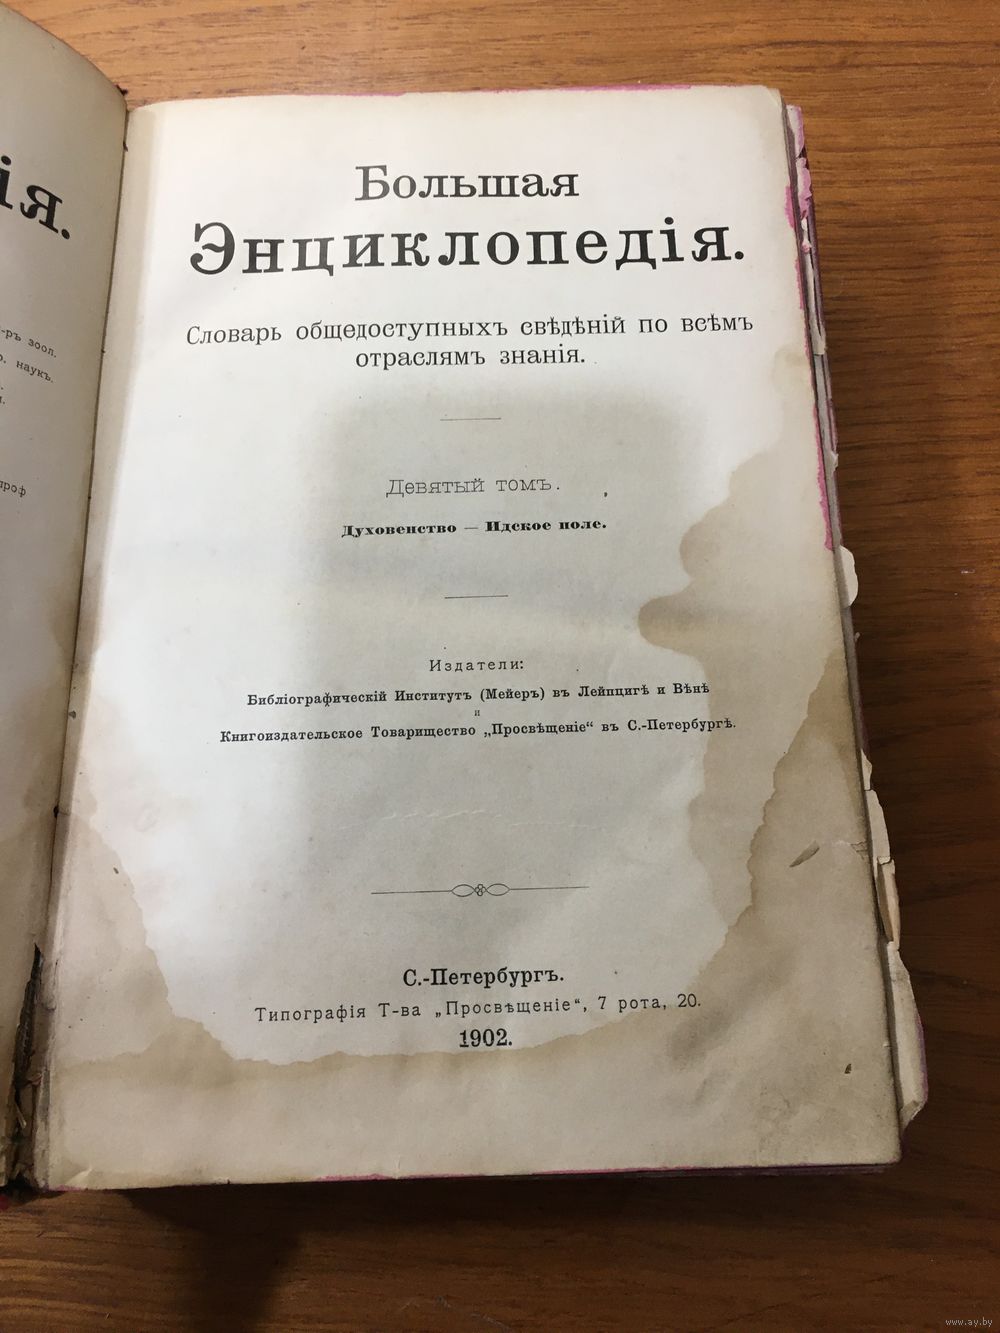 ія.
зоол.
наукъ.
Большая
Энциклопедія.
Словарь общедоступныхъ свѣдѣній по всѣмъ
отраслямъ знанія.
Девятый томъ.
Духовенство — Идское поле.
Издатели:
Библіографическій Институтъ (Мейеръ) въ Лейпцигѣ и Вѣнѣ
и
Книгоиздательское Товарищество „Просвѣщеніе“ въ С.-Петербургѣ.
С.-Петербургъ.
Типографія Т-ва „Просвѣщеніе“, 7 рота, 20.
1902.
www.ay.by